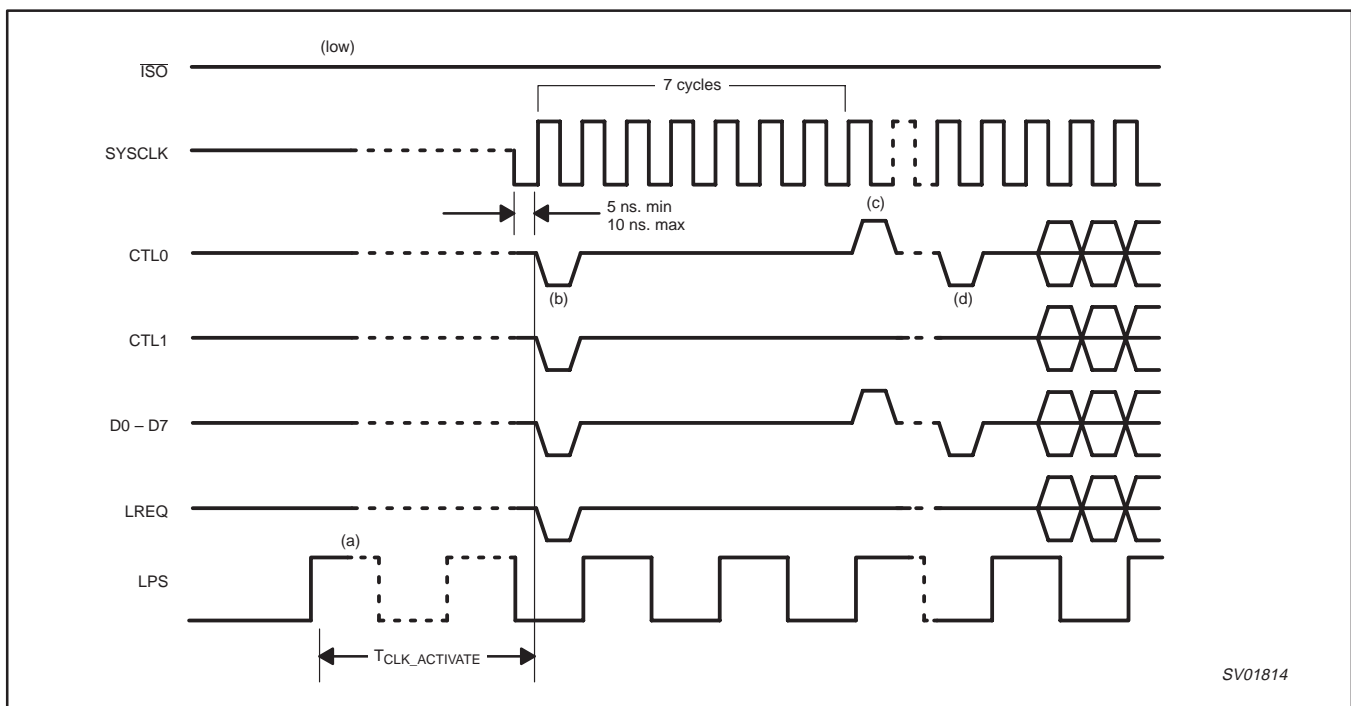 (low)
ISO
7 cycles
SYSCLK
5 ns. min
10 ns. max
(c)
CTL0
(b)
(d)
CTL1
D0 – D7
LREQ
(a)
LPS
TCLK_ACTIVATE
SV01814